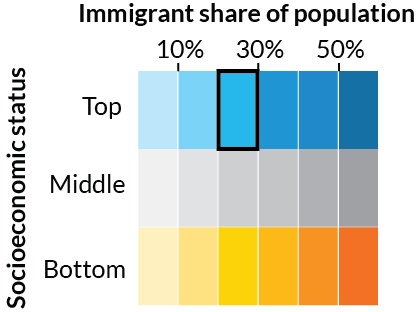 Immigrant share of population
10% 30% 50%
Socioeconomic status
Top
Middle
Bottom